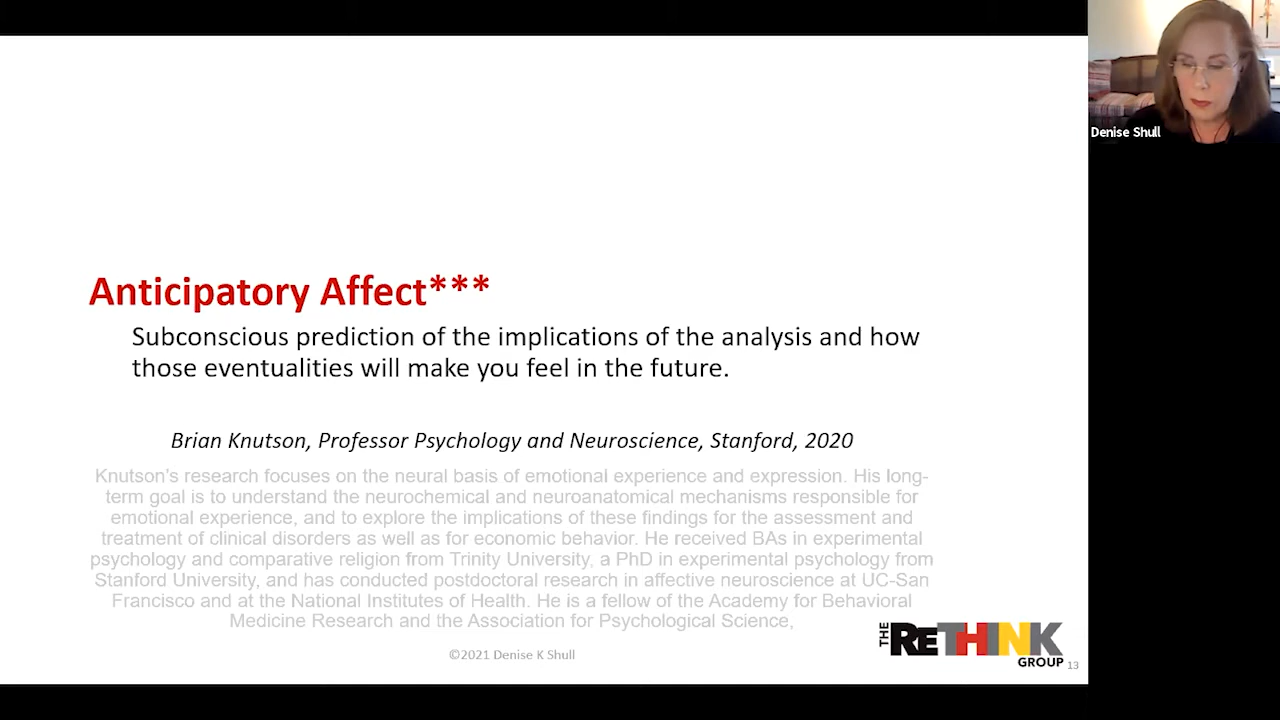 Denise Shull
Anticipatory Affect***
Subconscious prediction of the implications of the analysis and how
those eventualities will make you feel in the future.
Brian Knutson, Professor Psychology and Neuroscience, Stanford, 2020
Knutson's research focuses on the neural basis of emotional experience and expression. His long-
term goal is to understand the neurochemical and neuroanatomical mechanisms responsible for
emotional experience, and to explore the implications of these findings for the assessment and
treatment of clinical disorders as well as for economic behavior. He received BAs in experimental
psychology and comparative religion from Trinity University, a PhD in experimental psychology from
Stanford University, and has conducted postdoctoral research in affective neuroscience at UC-San
Francisco and at the National Institutes of Health. He is a fellow of the Academy for Behavioral
Medicine Research and the Association for Psychological Science,
©2021 Denise K Shull
THE RETHINK
GROUP
13